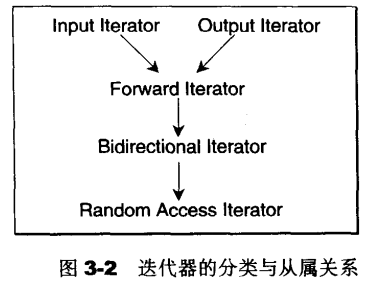 Input Iterator Output Iterator
Forward Iterator
Bidirectional Iterator
Random Access Iterator
图 3-2 迭代器的分类与从属关系